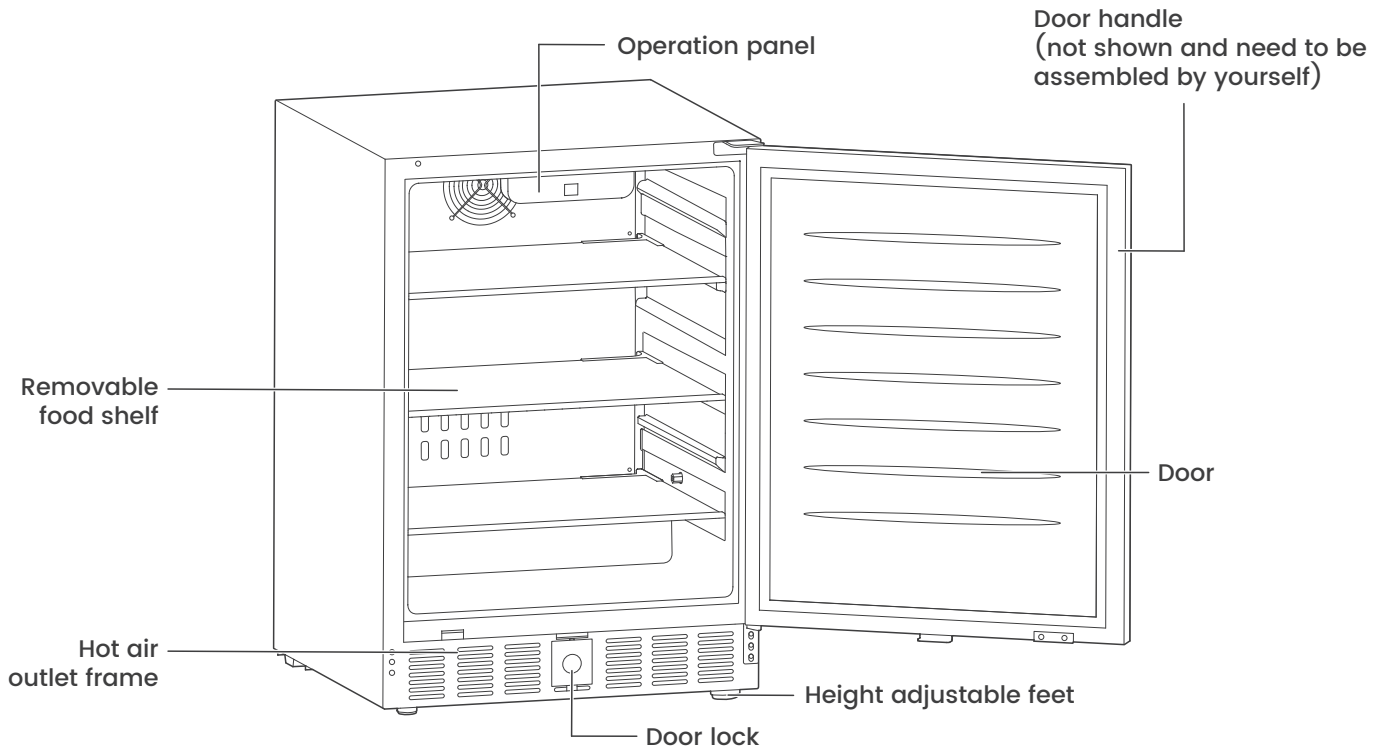 Door handle
(not shown and need to be
assembled by yourself)
Operation panel
Removable
food shelf
Door
Hot air
outlet frame
Height adjustable feet
Door lock